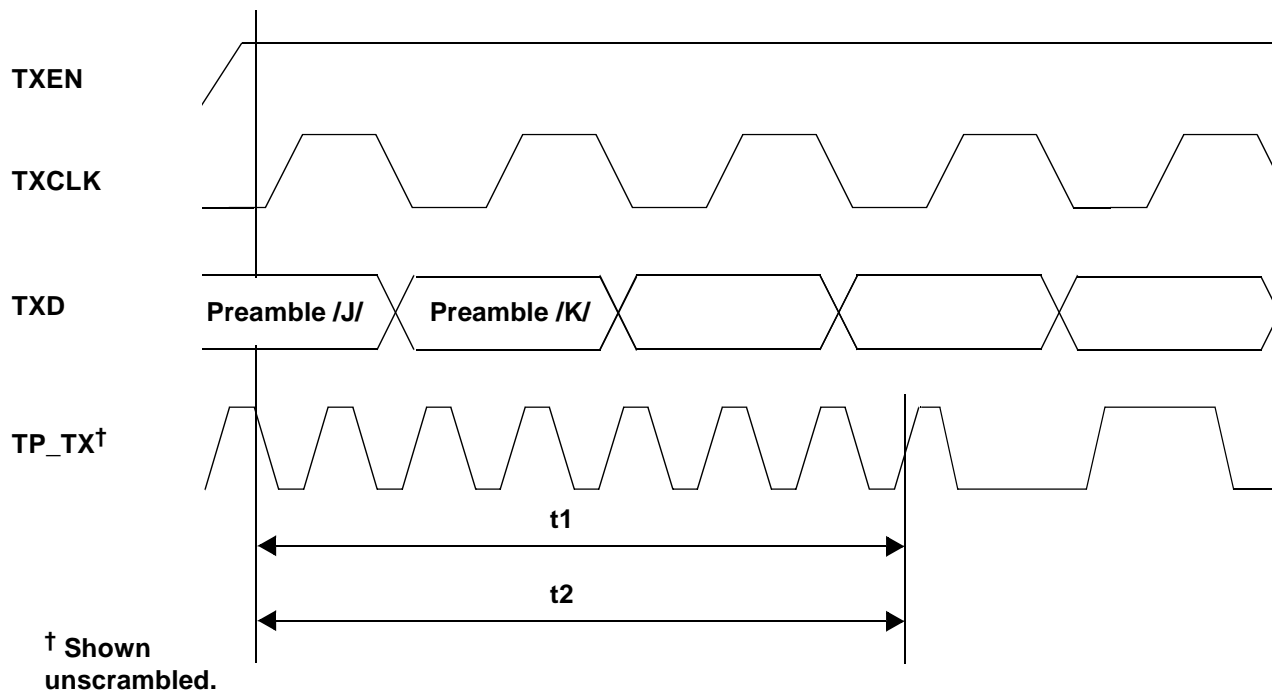 TXEN
TXCLK
TXD
Preamble /J/
Preamble /K/
TP_TX†
t1
t2
† Shown
unscrambled.